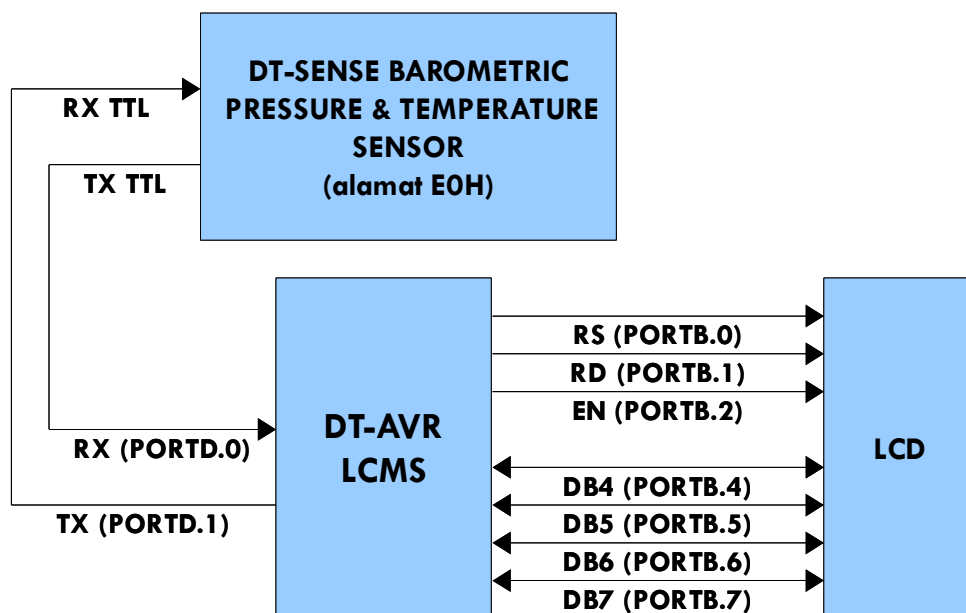 DT-SENSE BAROMETRIC
PRESSURE & TEMPERATURE
SENSOR
(alamat E0H)
RX TTL
TX TTL
RX (PORTD.0)
TX (PORTD.1)
DT-AVR
LCMS
RS (PORTB.0)
RD (PORTB.1)
EN (PORTB.2)
DB4 (PORTB.4)
DB5 (PORTB.5)
DB6 (PORTB.6)
DB7 (PORTB.7)
LCD